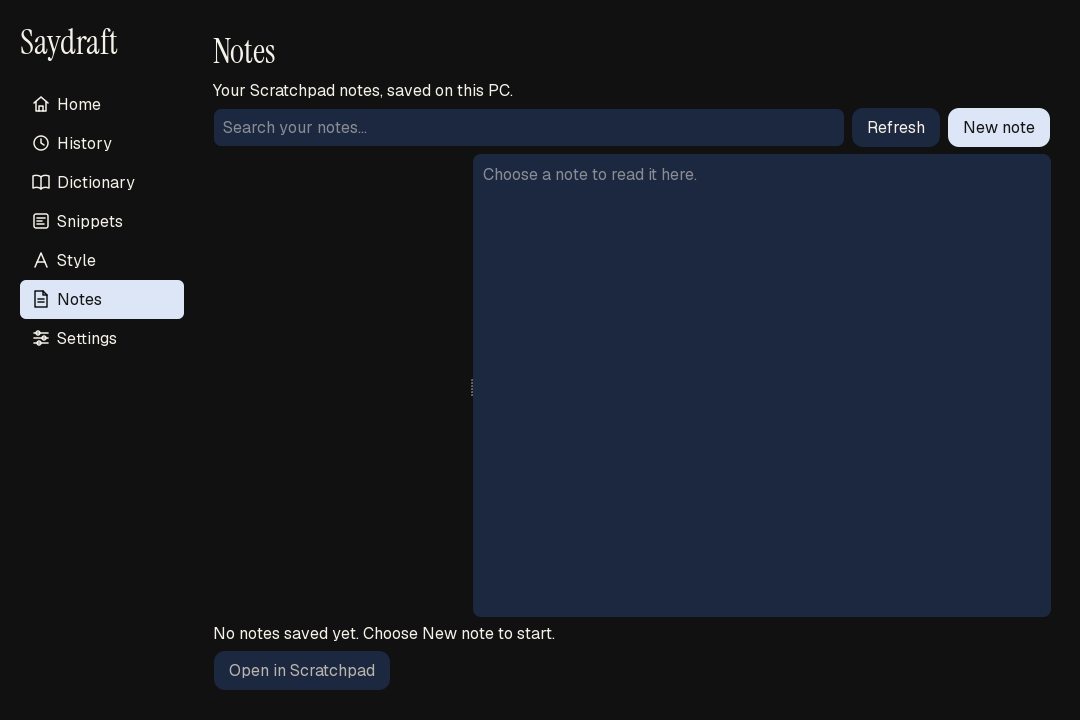 Saydraft
Home
History
Dictionary
Snippets
Style
Notes
Settings
Notes
Your Scratchpad notes, saved on this PC.
Search your notes...
Refresh
New note
Choose a note to read it here.
No notes saved yet. Choose New note to start.
Open in Scratchpad